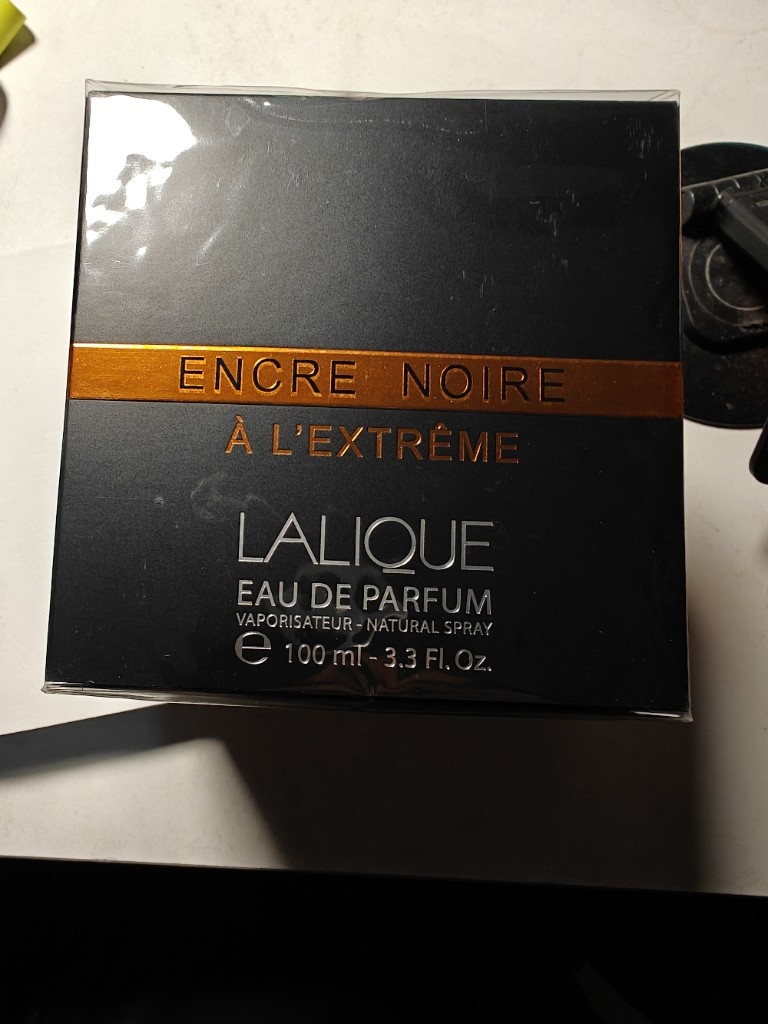 ENCRE NOIRE
À L'EXTRÊME
LALIQUE
EAU DE PARFUM
VAPORISATEUR - NATURAL SPRAY
℮ 100 ml - 3.3 Fl. Oz.